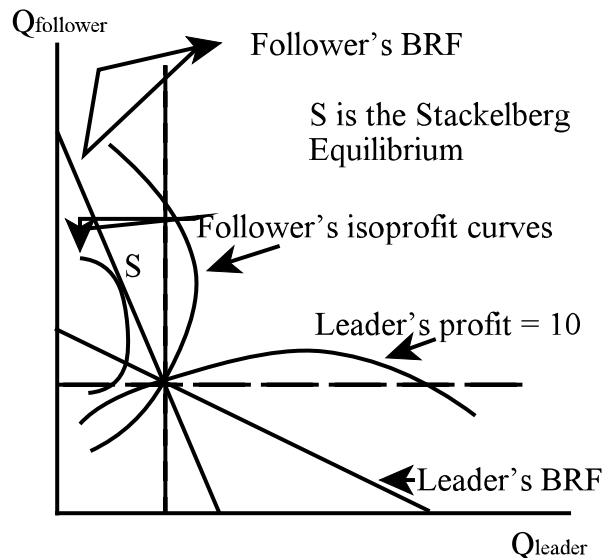 Qfollower
Follower's BRF
S is the Stackelberg
Equilibrium
Follower's isoprofit curves
S
Leader's profit = 10
Leader's BRF
Qleader